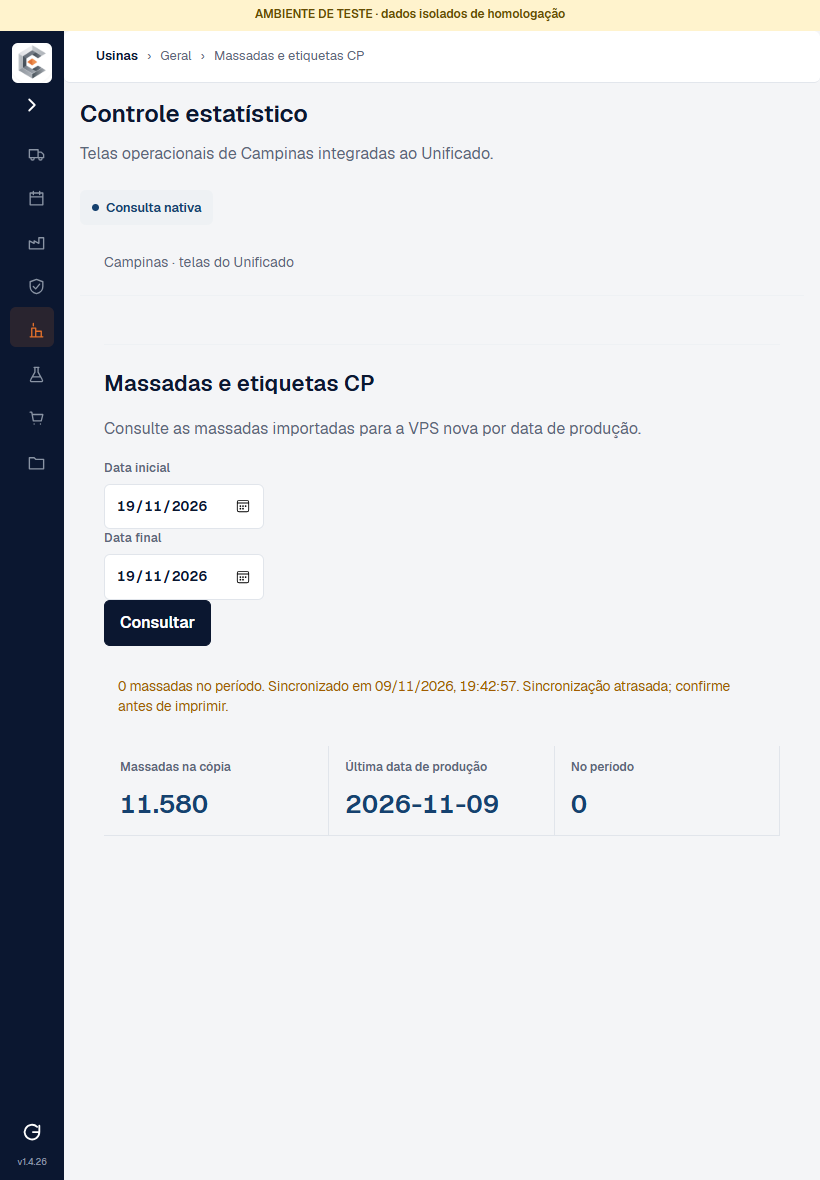 AMBIENTE DE TESTE · dados isolados de homologação
Usinas › Geral › Massadas e etiquetas CP
Controle estatístico
Telas operacionais de Campinas integradas ao Unificado.
Consulta nativa
Campinas · telas do Unificado
Massadas e etiquetas CP
Consulte as massadas importadas para a VPS nova por data de produção.
Data inicial
19/11/2026
Data final
19/11/2026
Consultar
0 massadas no período. Sincronizado em 09/11/2026, 19:42:57. Sincronização atrasada; confirme
antes de imprimir.
Massadas na cópia
11.580
Última data de produção
2026-11-09
No período
0
v1.4.26